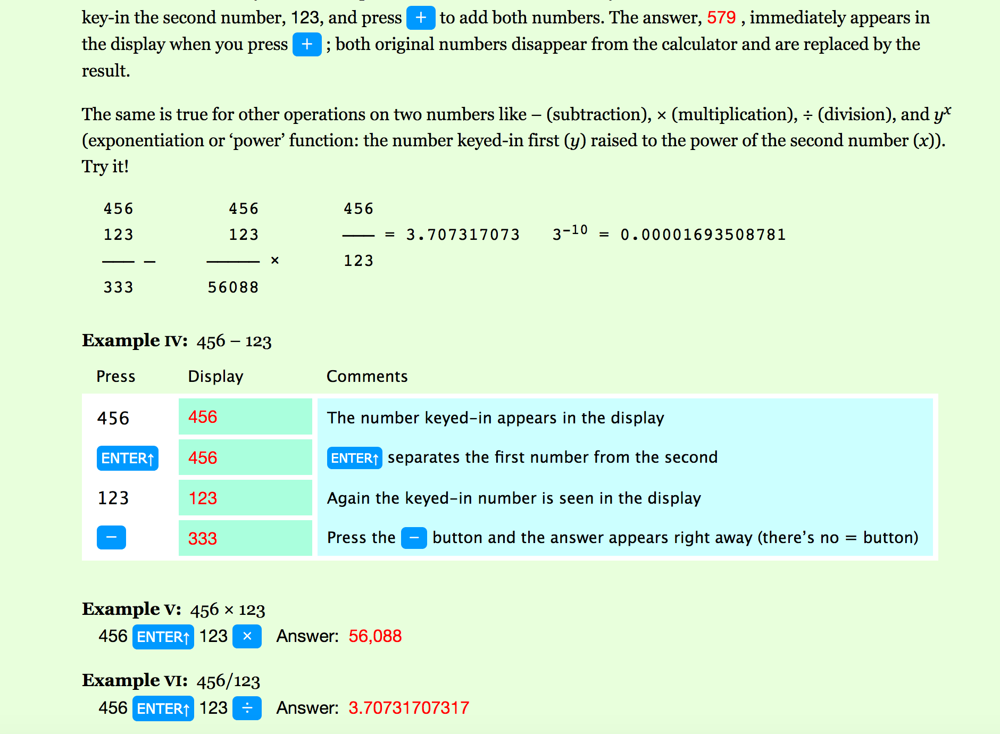 key-in the second number, 123, and press + to add both numbers. The answer, 579 , immediately appears in
the display when you press + ; both original numbers disappear from the calculator and are replaced by the
result.
The same is true for other operations on two numbers like – (subtraction), × (multiplication), ÷ (division), and yˣ
(exponentiation or ‘power’ function: the number keyed-in first (y) raised to the power of the second number (x)).
Try it!
456 456 456
123 123 — = 3.707317073 3⁻¹⁰ = 0.00001693508781
— – — × 123
333 56088
Example IV: 456 – 123
Press Display Comments
456 456 The number keyed-in appears in the display
ENTER↑ 456 ENTER↑ separates the first number from the second
123 123 Again the keyed-in number is seen in the display
− 333 Press the − button and the answer appears right away (there’s no = button)
Example V: 456 × 123
456 ENTER↑ 123 × Answer: 56,088
Example VI: 456/123
456 ENTER↑ 123 ÷ Answer: 3.70731707317